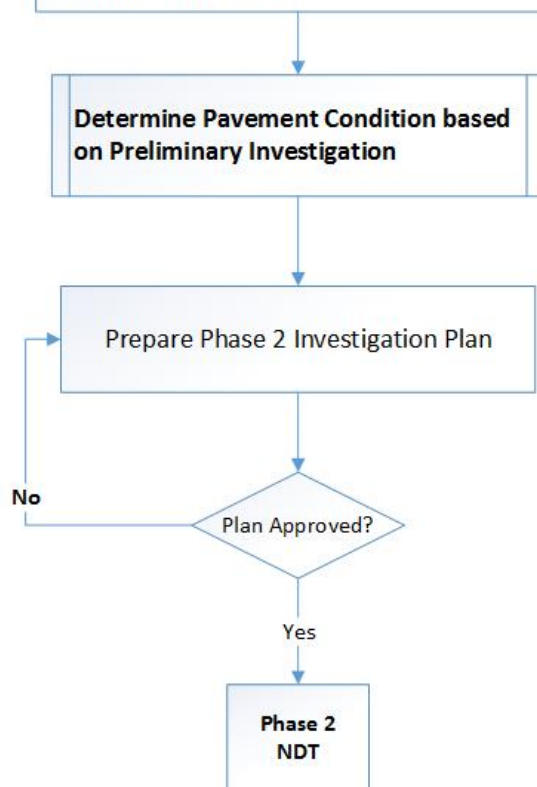 Determine Pavement Condition based
on Preliminary Investigation
Prepare Phase 2 Investigation Plan
No
Plan Approved?
Yes
Phase 2
NDT